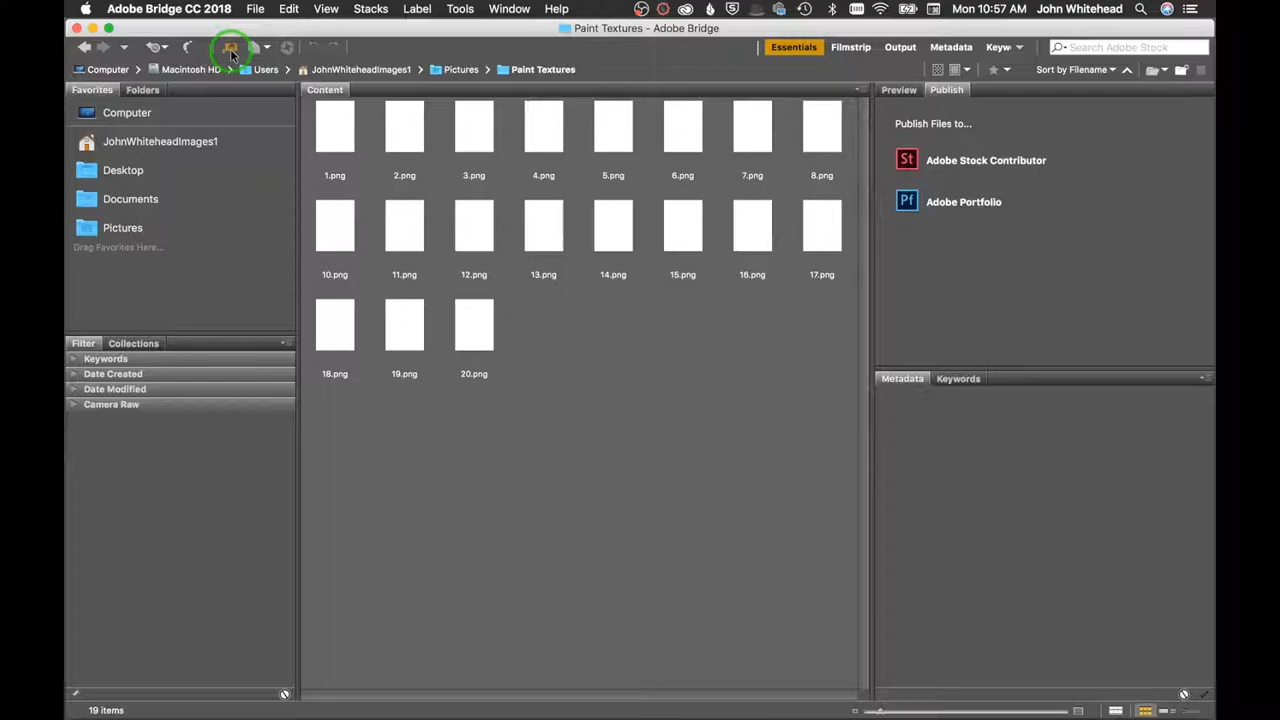 Adobe Bridge CC 2018 File Edit View Stacks Label Tools Window Help Mon 10:57 AM John Whitehead
Paint Textures - Adobe Bridge
Essentials Filmstrip Output Metadata Keyw Search Adobe Stock
Computer Macintosh HD Users JohnWhiteheadImages1 Pictures Paint Textures Sort by Filename
Favorites Folders Content Preview Publish
Computer
JohnWhiteheadImages1
Desktop
Documents
Pictures
Drag Favorites Here...
Filter Collections
Keywords
Date Created
Date Modified
Camera Raw
1.png 2.png 3.png 4.png 5.png 6.png 7.png 8.png
10.png 11.png 12.png 13.png 14.png 15.png 16.png 17.png
18.png 19.png 20.png
Publish Files to...
St Adobe Stock Contributor
Pf Adobe Portfolio
Metadata Keywords
19 items